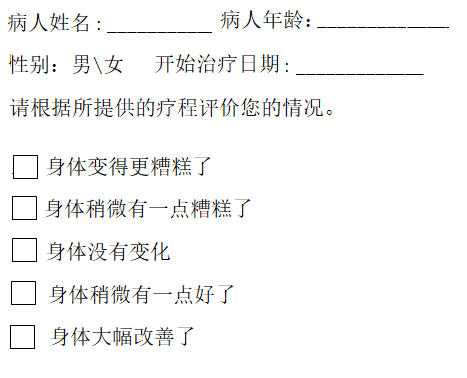 病人姓名:___________ 病人年龄:______________
性别: 男\女 开始治疗日期:_____________
请根据所提供的疗程评价您的情况。
身体变得更糟糕了
身体稍微有一点糟糕了
身体没有变化
身体稍微有一点好了
身体大幅改善了